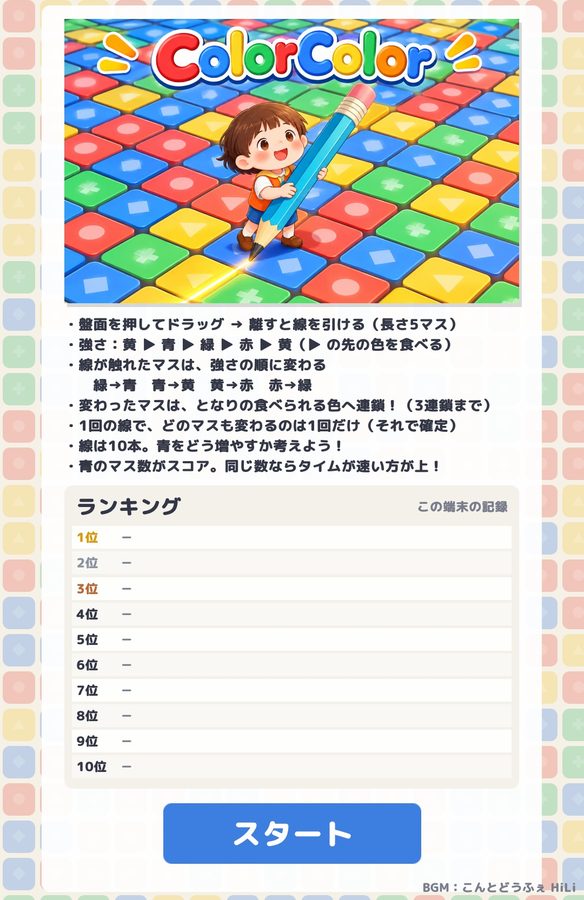 ColorColor
・盤面を押してドラッグ → 離すと線を引ける（長さ5マス）
・強さ：黄 ▶ 青 ▶ 緑 ▶ 赤 ▶ 黄（▶ の先の色を食べる）
・線が触れたマスは、強さの順に変わる
緑→青　青→黄　黄→赤　赤→緑
・変わったマスは、となりの食べられる色へ連鎖！（3連鎖まで）
・1回の線で、どのマスも変わるのは1回だけ（それで確定）
・線は10本。青をどう増やすか考えよう！
・青のマス数がスコア。同じ数ならタイムが速い方が上！
ランキング　この端末の記録
1位　–
2位　–
3位　–
4位　–
5位　–
6位　–
7位　–
8位　–
9位　–
10位　–
スタート
BGM：こんとどうふぇ HiLi